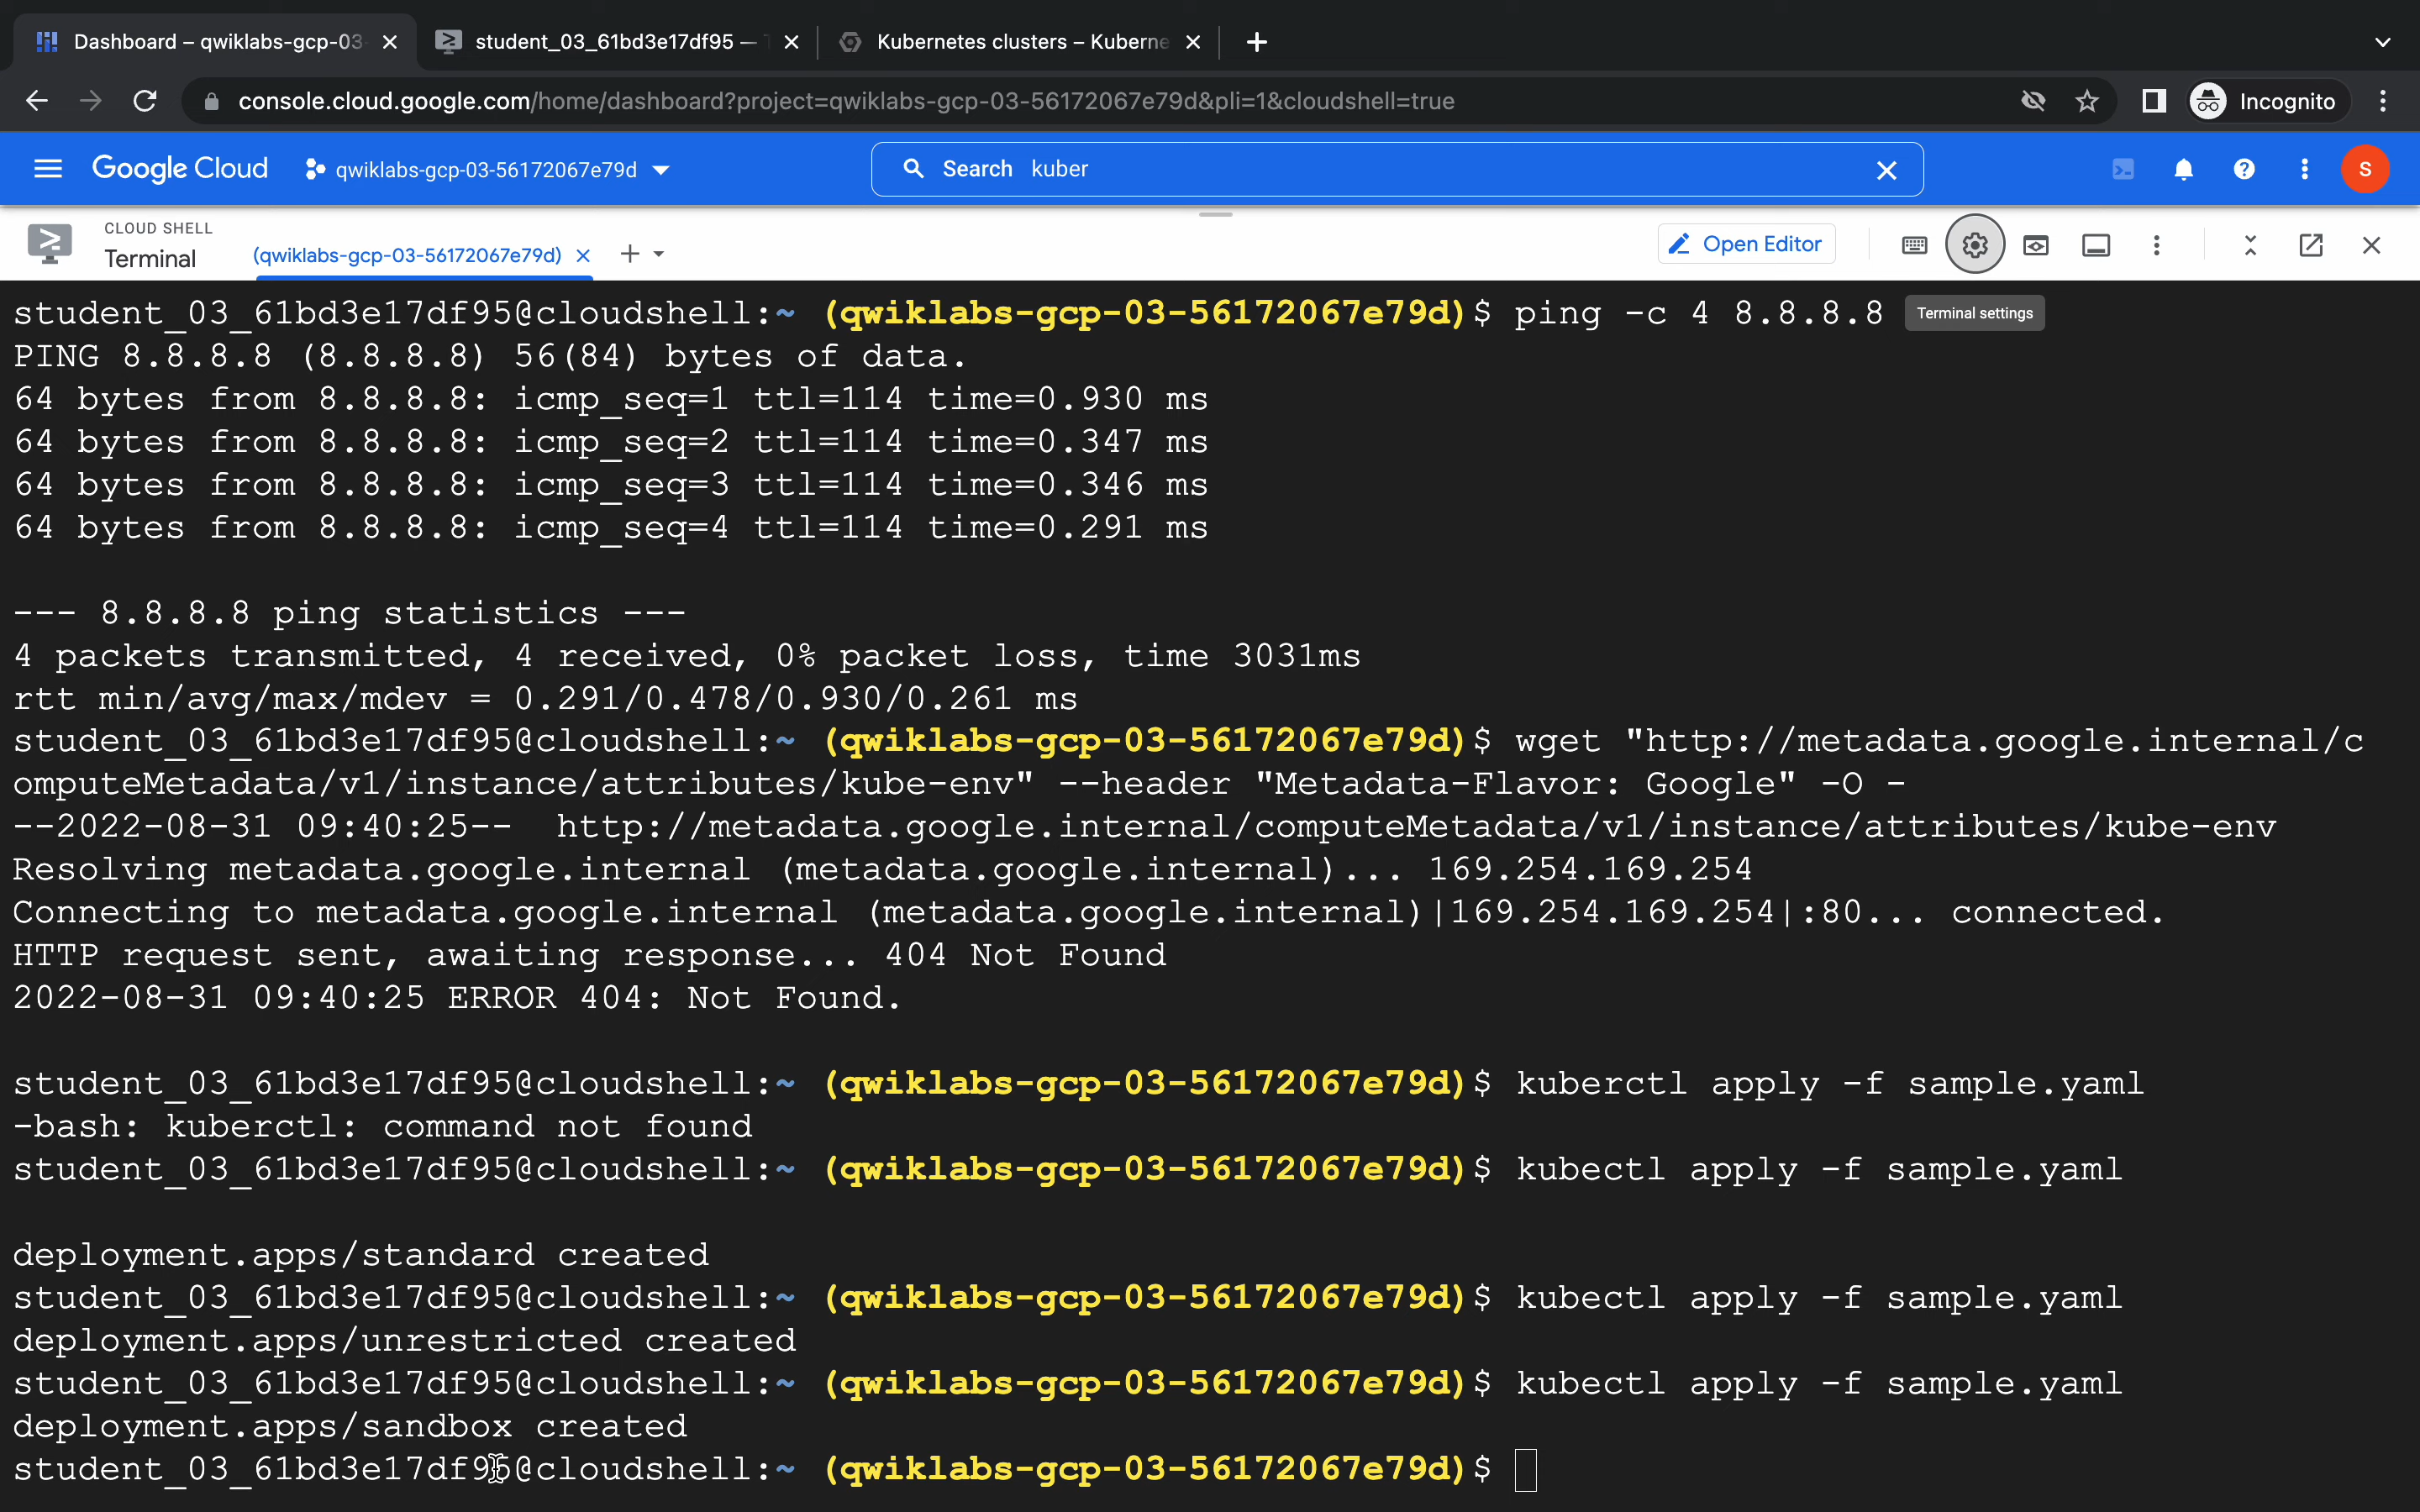 Dashboard – qwiklabs-gcp-03-
student_03_61bd3e17df95 –
Kubernetes clusters – Kuberne
console.cloud.google.com/home/dashboard?project=qwiklabs-gcp-03-56172067e79d&pli=1&cloudshell=true
Incognito
Google Cloud
qwiklabs-gcp-03-56172067e79d
Search kuber
S
CLOUD SHELL
Terminal
(qwiklabs-gcp-03-56172067e79d)
Open Editor
student_03_61bd3e17df95@cloudshell:~ (qwiklabs-gcp-03-56172067e79d)$ ping -c 4 8.8.8.8
Terminal settings
PING 8.8.8.8 (8.8.8.8) 56(84) bytes of data.
64 bytes from 8.8.8.8: icmp_seq=1 ttl=114 time=0.930 ms
64 bytes from 8.8.8.8: icmp_seq=2 ttl=114 time=0.347 ms
64 bytes from 8.8.8.8: icmp_seq=3 ttl=114 time=0.346 ms
64 bytes from 8.8.8.8: icmp_seq=4 ttl=114 time=0.291 ms
--- 8.8.8.8 ping statistics ---
4 packets transmitted, 4 received, 0% packet loss, time 3031ms
rtt min/avg/max/mdev = 0.291/0.478/0.930/0.261 ms
student_03_61bd3e17df95@cloudshell:~ (qwiklabs-gcp-03-56172067e79d)$ wget "http://metadata.google.internal/c
omputeMetadata/v1/instance/attributes/kube-env" --header "Metadata-Flavor: Google" -O -
--2022-08-31 09:40:25--  http://metadata.google.internal/computeMetadata/v1/instance/attributes/kube-env
Resolving metadata.google.internal (metadata.google.internal)... 169.254.169.254
Connecting to metadata.google.internal (metadata.google.internal)|169.254.169.254|:80... connected.
HTTP request sent, awaiting response... 404 Not Found
2022-08-31 09:40:25 ERROR 404: Not Found.
student_03_61bd3e17df95@cloudshell:~ (qwiklabs-gcp-03-56172067e79d)$ kuberctl apply -f sample.yaml
-bash: kuberctl: command not found
student_03_61bd3e17df95@cloudshell:~ (qwiklabs-gcp-03-56172067e79d)$ kubectl apply -f sample.yaml
deployment.apps/standard created
student_03_61bd3e17df95@cloudshell:~ (qwiklabs-gcp-03-56172067e79d)$ kubectl apply -f sample.yaml
deployment.apps/unrestricted created
student_03_61bd3e17df95@cloudshell:~ (qwiklabs-gcp-03-56172067e79d)$ kubectl apply -f sample.yaml
deployment.apps/sandbox created
student_03_61bd3e17df95@cloudshell:~ (qwiklabs-gcp-03-56172067e79d)$